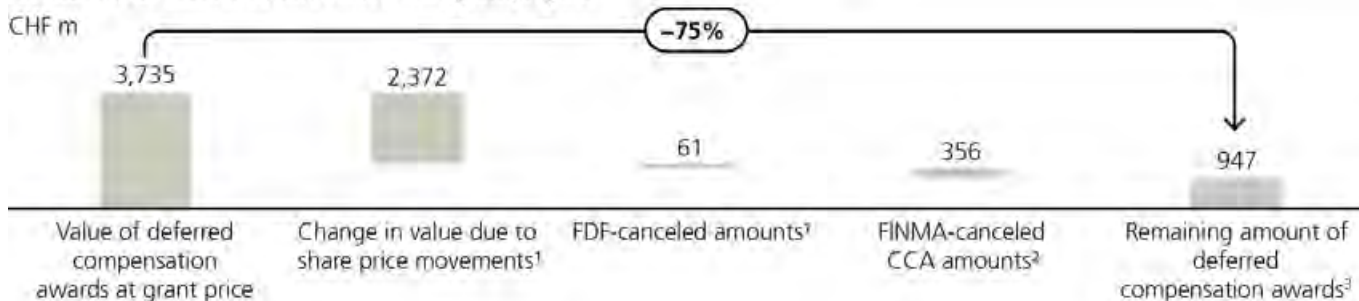 CHF m
–75%
3,735
2,372
61
356
947
Value of deferred
compensation
awards at grant price
Change in value due to
share price movements¹
FDF-canceled amounts¹
FINMA-canceled
CCA amounts²
Remaining amount of
deferred
compensation awards³